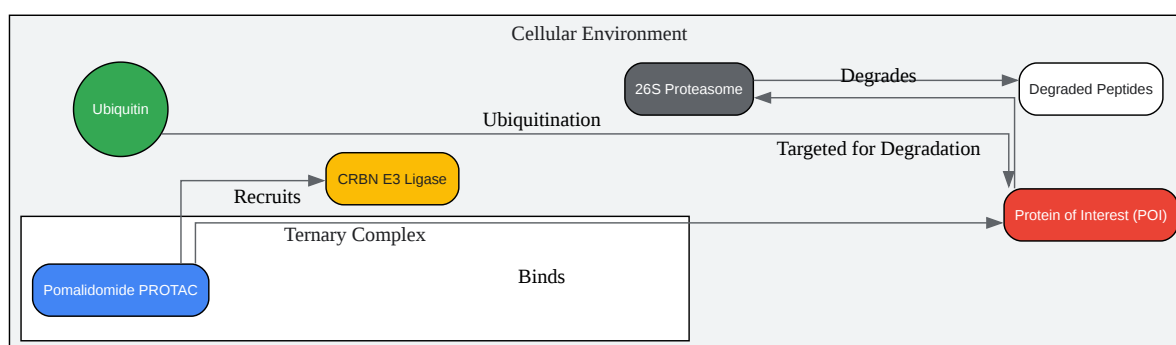 Cellular Environment
Ubiquitin
26S Proteasome
Degrades
Degraded Peptides
Ubiquitination
Targeted for Degradation
CRBN E3 Ligase
Recruits
Protein of Interest (POI)
Ternary Complex
Pomalidomide PROTAC
Binds